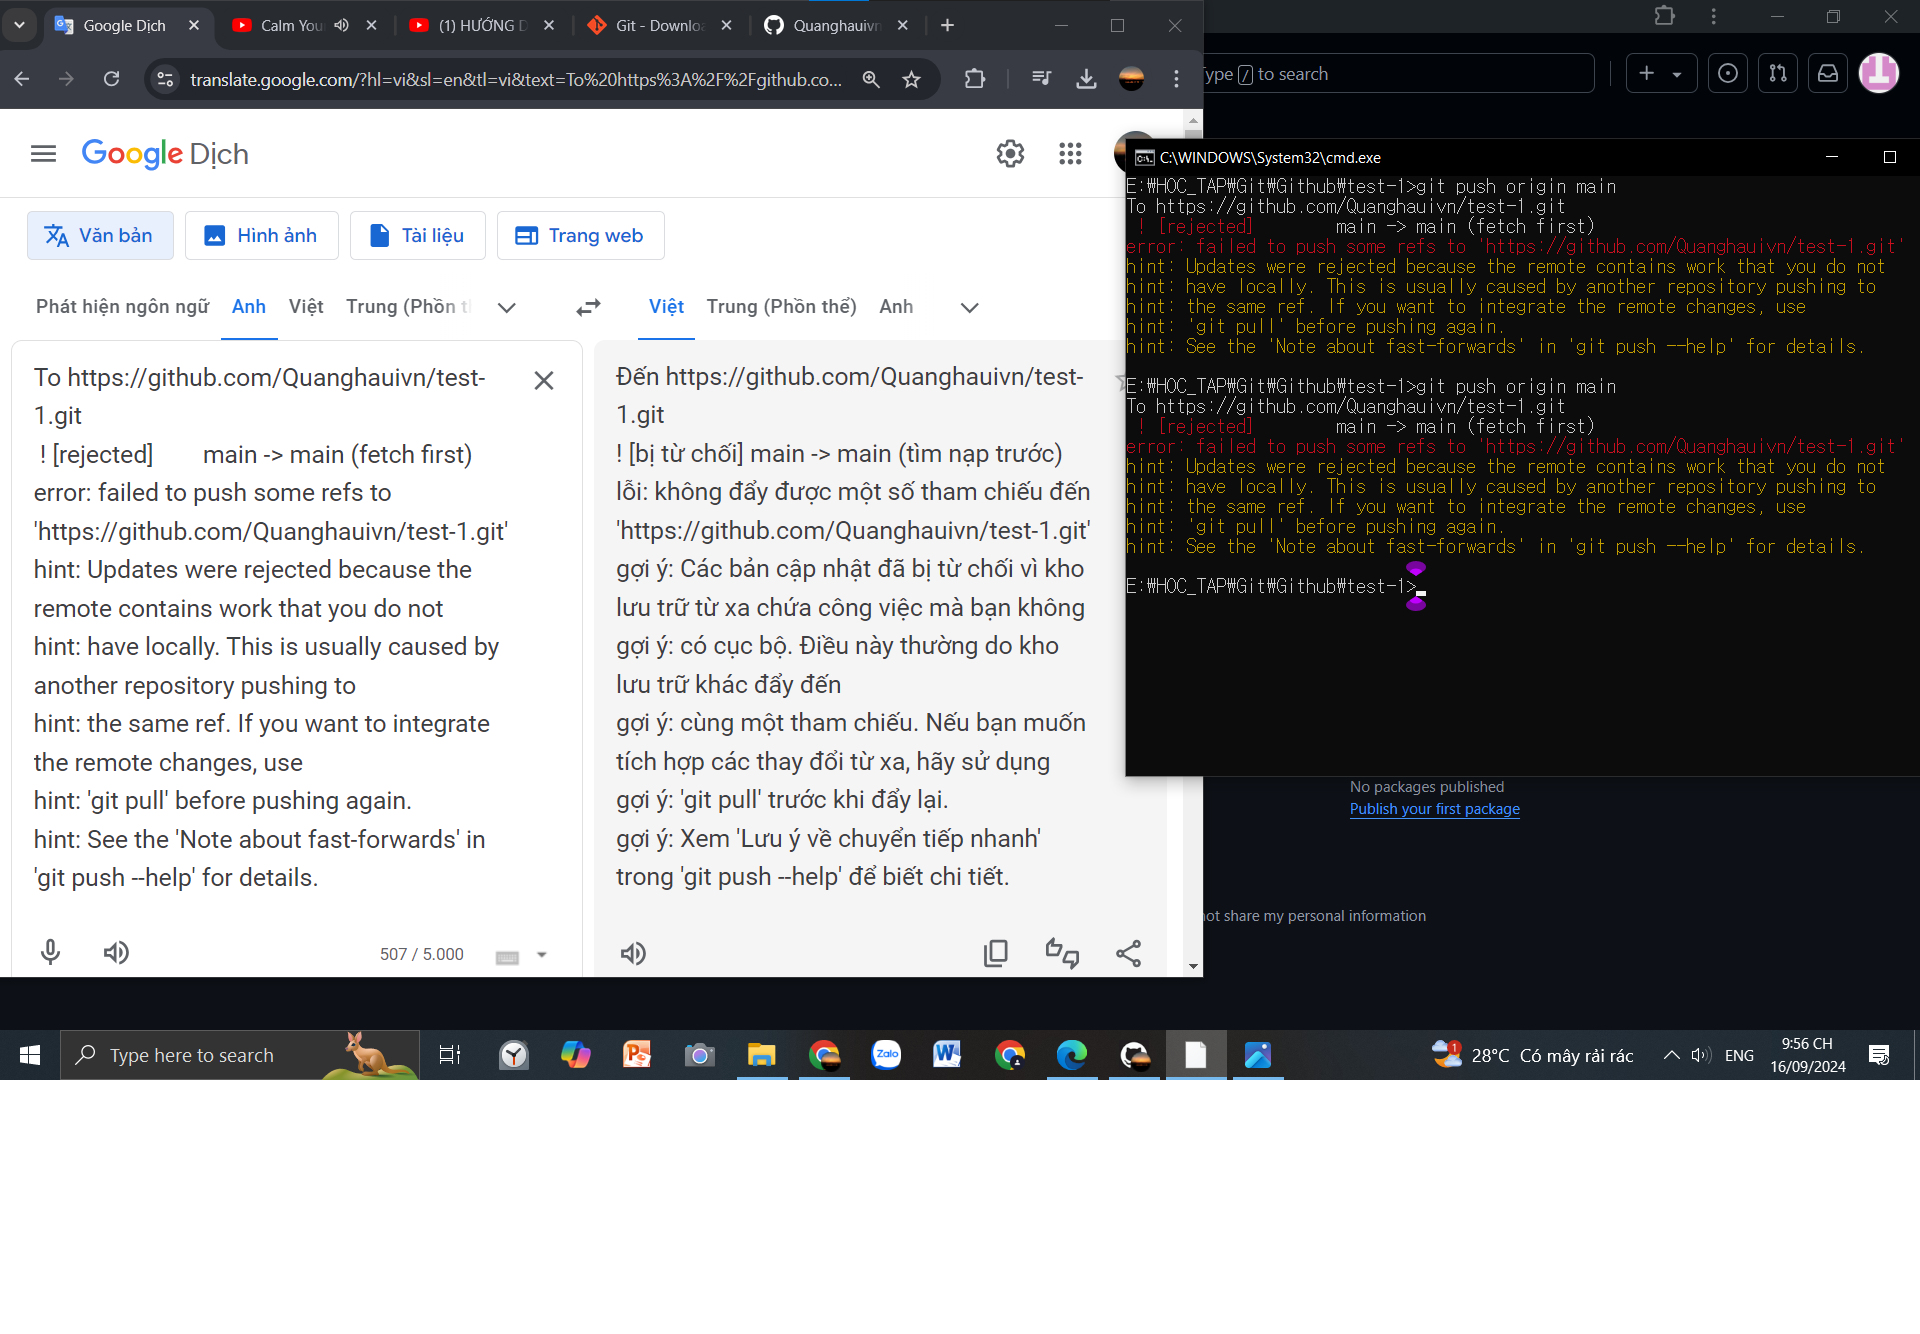 Google Dịch
Calm You
(1) HƯỚNG D
Git - Downlo
Quanghauivn
translate.google.com/?hl=vi&sl=en&tl=vi&text=To%20https%3A%2F%2Fgithub.co...
Type / to search
Google Dịch
Văn bản
Hình ảnh
Tài liệu
Trang web
Phát hiện ngôn ngữ
Anh
Việt
Trung (Phồn t
Việt
Trung (Phồn thể)
Anh
To https://github.com/Quanghauivn/test-
1.git
! [rejected] main -> main (fetch first)
error: failed to push some refs to
'https://github.com/Quanghauivn/test-1.git'
hint: Updates were rejected because the
remote contains work that you do not
hint: have locally. This is usually caused by
another repository pushing to
hint: the same ref. If you want to integrate
the remote changes, use
hint: 'git pull' before pushing again.
hint: See the 'Note about fast-forwards' in
'git push --help' for details.
507 / 5.000
Đến https://github.com/Quanghauivn/test-
1.git
! [bị từ chối] main -> main (tìm nạp trước)
lỗi: không đẩy được một số tham chiếu đến
'https://github.com/Quanghauivn/test-1.git'
gợi ý: Các bản cập nhật đã bị từ chối vì kho
lưu trữ từ xa chứa công việc mà bạn không
gợi ý: có cục bộ. Điều này thường do kho
lưu trữ khác đẩy đến
gợi ý: cùng một tham chiếu. Nếu bạn muốn
tích hợp các thay đổi từ xa, hãy sử dụng
gợi ý: 'git pull' trước khi đẩy lại.
gợi ý: Xem 'Lưu ý về chuyển tiếp nhanh'
trong 'git push --help' để biết chi tiết.
C:\WINDOWS\System32\cmd.exe
E:₩HOC_TAP₩Git₩Github₩test-1>git push origin main
To https://github.com/Quanghauivn/test-1.git
! [rejected] main -> main (fetch first)
error: failed to push some refs to 'https://github.com/Quanghauivn/test-1.git'
hint: Updates were rejected because the remote contains work that you do not
hint: have locally. This is usually caused by another repository pushing to
hint: the same ref. If you want to integrate the remote changes, use
hint: 'git pull' before pushing again.
hint: See the 'Note about fast-forwards' in 'git push --help' for details.
E:₩HOC_TAP₩Git₩Github₩test-1>git push origin main
To https://github.com/Quanghauivn/test-1.git
! [rejected] main -> main (fetch first)
error: failed to push some refs to 'https://github.com/Quanghauivn/test-1.git'
hint: Updates were rejected because the remote contains work that you do not
hint: have locally. This is usually caused by another repository pushing to
hint: the same ref. If you want to integrate the remote changes, use
hint: 'git pull' before pushing again.
hint: See the 'Note about fast-forwards' in 'git push --help' for details.
E:₩HOC_TAP₩Git₩Github₩test-1>
No packages published
Publish your first package
not share my personal information
Type here to search
Zalo
1
28°C Có mây rải rác
ENG
9:56 CH
16/09/2024